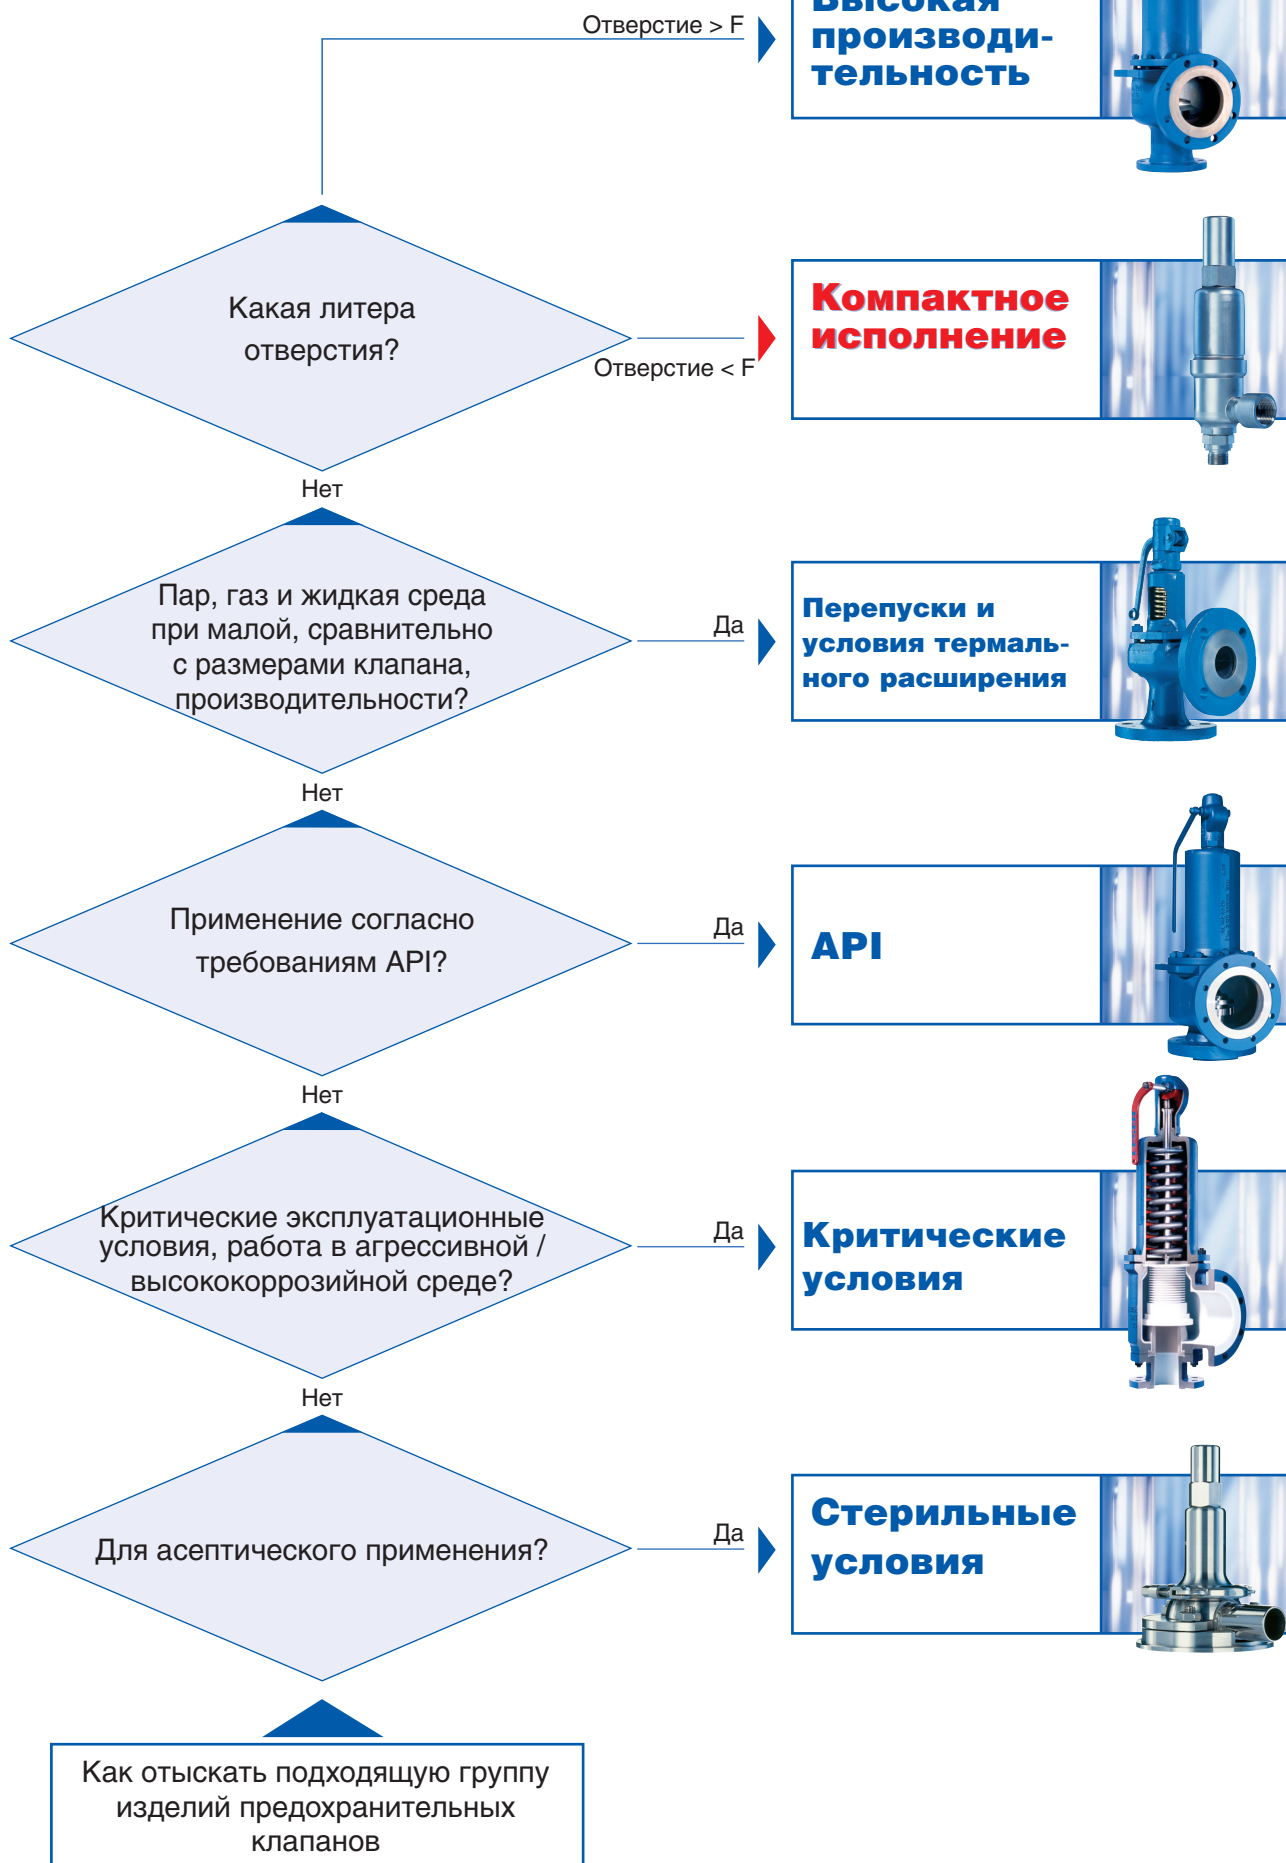 Отверстие > F
Высокая
производи-
тельность
Какая литера
отверстия?
Отверстие < F
Компактное
исполнение
Нет
Пар, газ и жидкая среда
при малой, сравнительно
с размерами клапана,
производительности?
Да
Перепуски и
условия термаль-
ного расширения
Нет
Применение согласно
требованиям API?
Да
API
Нет
Критические эксплуатационные
условия, работа в агрессивной /
высококоррозийной среде?
Да
Критические
условия
Нет
Для асептического применения?
Да
Стерильные
условия
Как отыскать подходящую группу
изделий предохранительных
клапанов